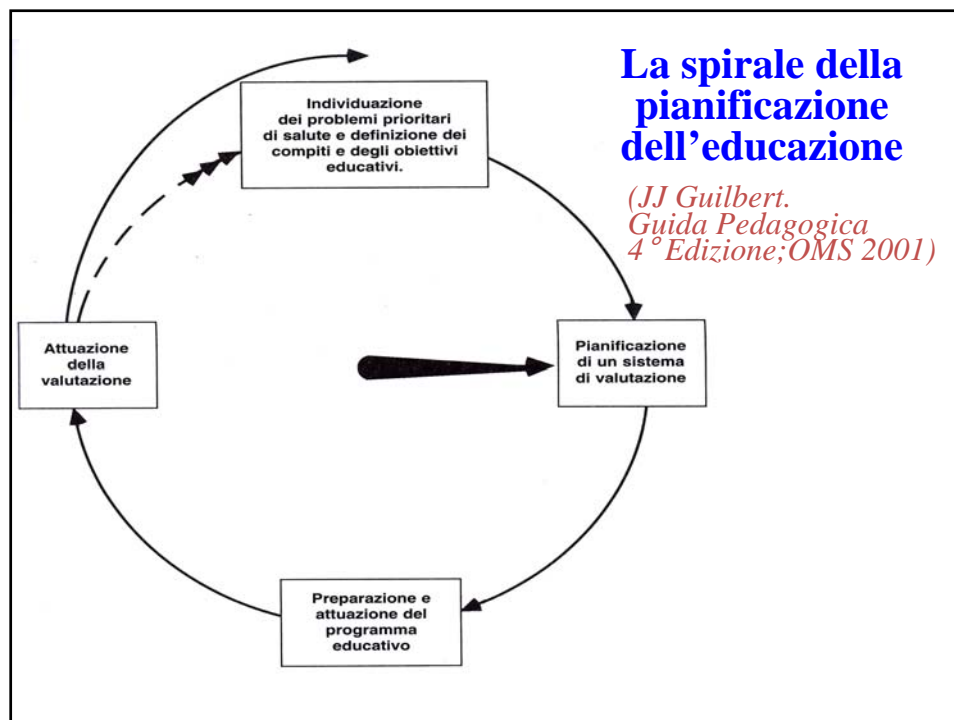 La spirale della
pianificazione
dell’educazione
(JJ Guilbert.
Guida Pedagogica
4° Edizione;OMS 2001)
Individuazione
dei problemi prioritari
di salute e definizione dei
compiti e degli obiettivi
educativi.
Pianificazione
di un sistema
di valutazione
Preparazione e
attuazione del
programma
educativo
Attuazione
della
valutazione